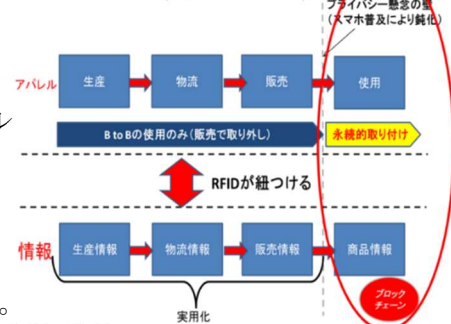 プライバシー懸念の壁
(スマホ普及により鈍化)
アパレル
生産
物流
販売
使用
レ
B to Bの使用のみ(販売で取り外し)
永続的取り付け
RFIDが紐つける
情報
生産情報
物流情報
販売情報
商品情報
ブロック
チェーン
。
実用化